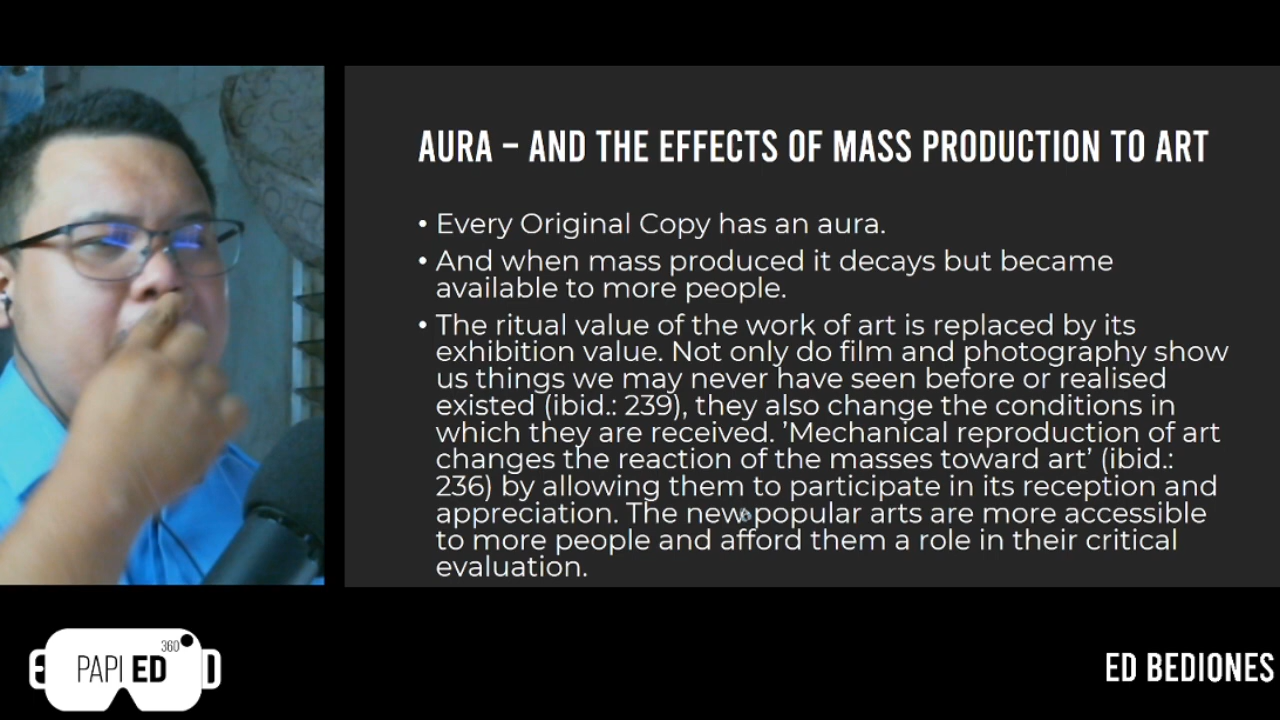 AURA – AND THE EFFECTS OF MASS PRODUCTION TO ART
• Every Original Copy has an aura.
• And when mass produced it decays but became
available to more people.
• The ritual value of the work of art is replaced by its
exhibition value. Not only do film and photography show
us things we may never have seen before or realised
existed (ibid.: 239), they also change the conditions in
which they are received. ’Mechanical reproduction of art
changes the reaction of the masses toward art’ (ibid.:
236) by allowing them to participate in its reception and
appreciation. The new popular arts are more accessible
to more people and afford them a role in their critical
evaluation.
360
PAPI ED
ED BEDIONES